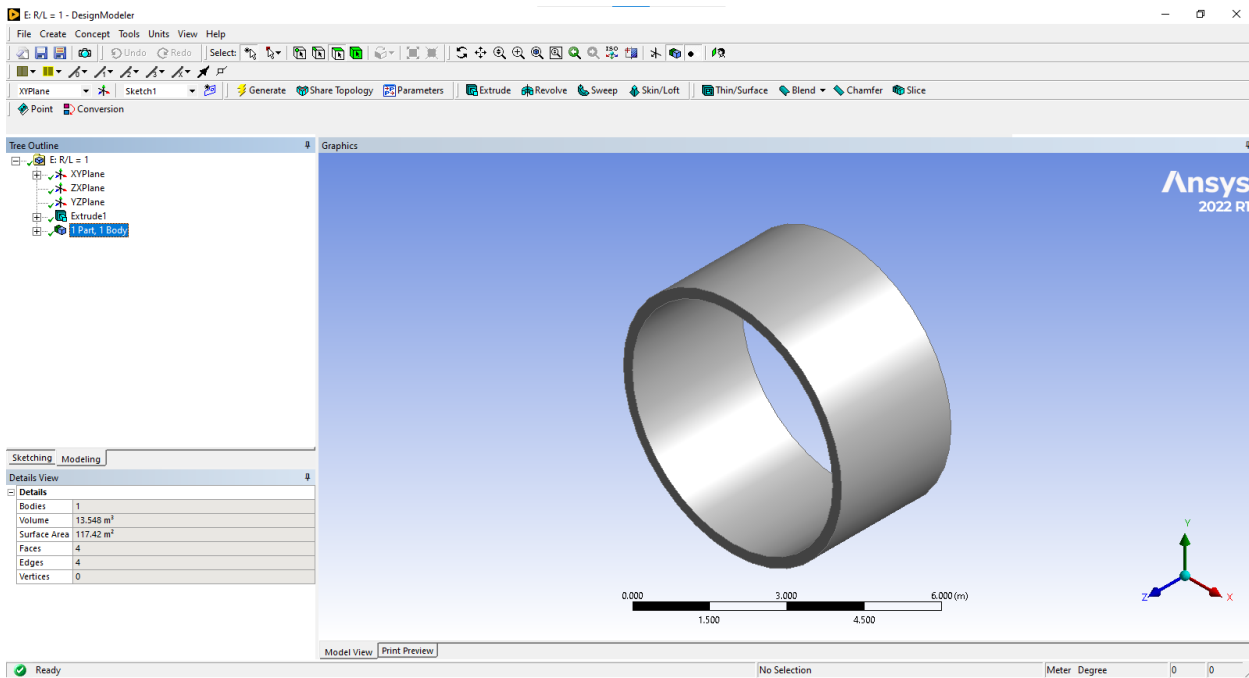 E: R/L = 1 - DesignModeler
File Create Concept Tools Units View Help
Undo Redo Select:
XYPlane Sketch1 Generate Share Topology Parameters Extrude Revolve Sweep Skin/Loft Thin/Surface Blend Chamfer Slice
Point Conversion
Tree Outline
E: R/L = 1
XYPlane
ZXPlane
YZPlane
Extrude1
1 Part, 1 Body
Sketching Modeling
Details View
Details
Bodies 1
Volume 13.548 m³
Surface Area 117.42 m²
Faces 4
Edges 4
Vertices 0
Graphics
Ansys
2022 R1
0.000 3.000 6.000 (m)
1.500 4.500
Y
Z X
Model View Print Preview
Ready No Selection Meter Degree 0 0